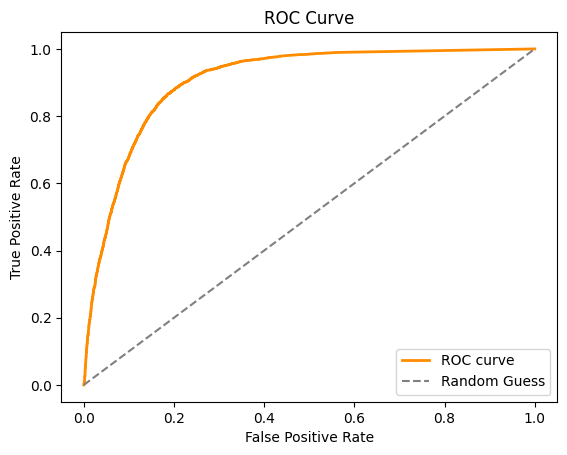 ROC Curve
1.0
0.8
0.6
0.4
0.2
0.0
True Positive Rate
ROC curve
Random Guess
0.0 0.2 0.4 0.6 0.8 1.0
False Positive Rate